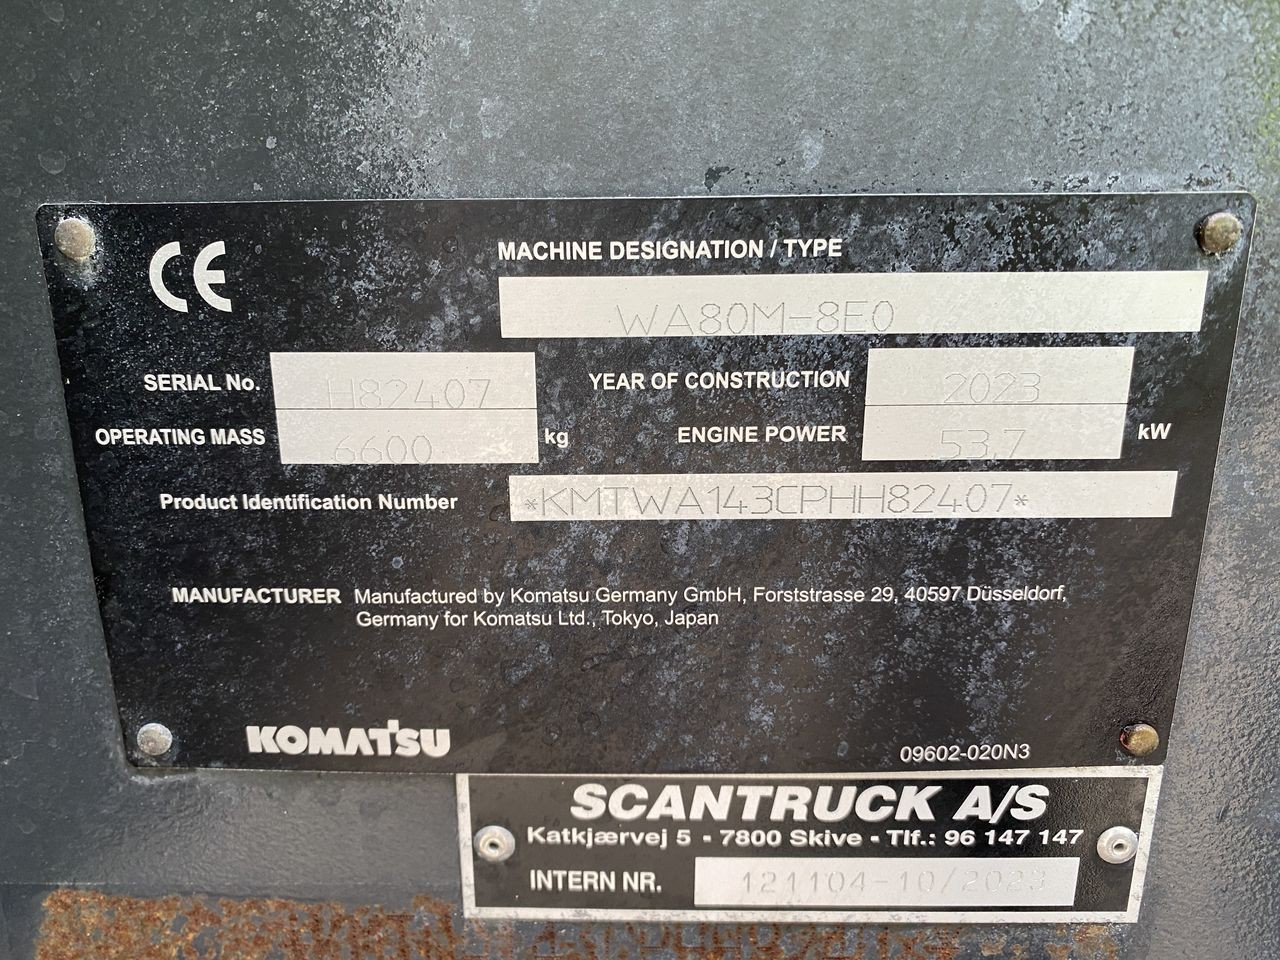 CE
MACHINE DESIGNATION / TYPE
WA80M-8E0
SERIAL No. H82407
YEAR OF CONSTRUCTION 2023
OPERATING MASS 6600 kg
ENGINE POWER 53,7 kW
Product Identification Number *KMTWA143CPHH82407*
MANUFACTURER Manufactured by Komatsu Germany GmbH, Forststrasse 29, 40597 Düsseldorf,
Germany for Komatsu Ltd., Tokyo, Japan
KOMATSU
09602-020N3
SCANTRUCK A/S
Katkjærvej 5 - 7800 Skive - Tlf.: 96 147 147
INTERN NR. 121104-10/2023